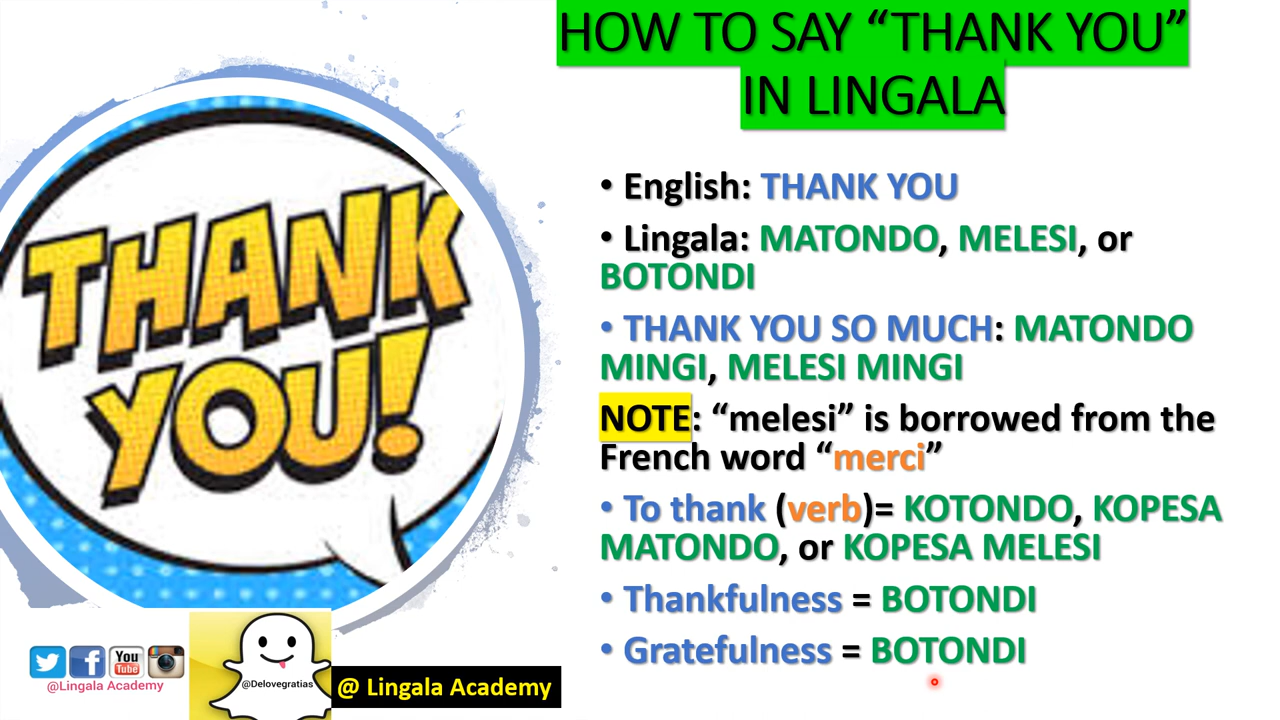 HOW TO SAY “THANK YOU”
IN LINGALA
THANK
YOU!
• English: THANK YOU
• Lingala: MATONDO, MELESI, or
BOTONDI
• THANK YOU SO MUCH: MATONDO
MINGI, MELESI MINGI
NOTE: “melesi” is borrowed from the
French word “merci”
• To thank (verb)= KOTONDO, KOPESA
MATONDO, or KOPESA MELESI
• Thankfulness = BOTONDI
• Gratefulness = BOTONDI
You
Tube
@Lingala Academy
@Delovegratias
@ Lingala Academy